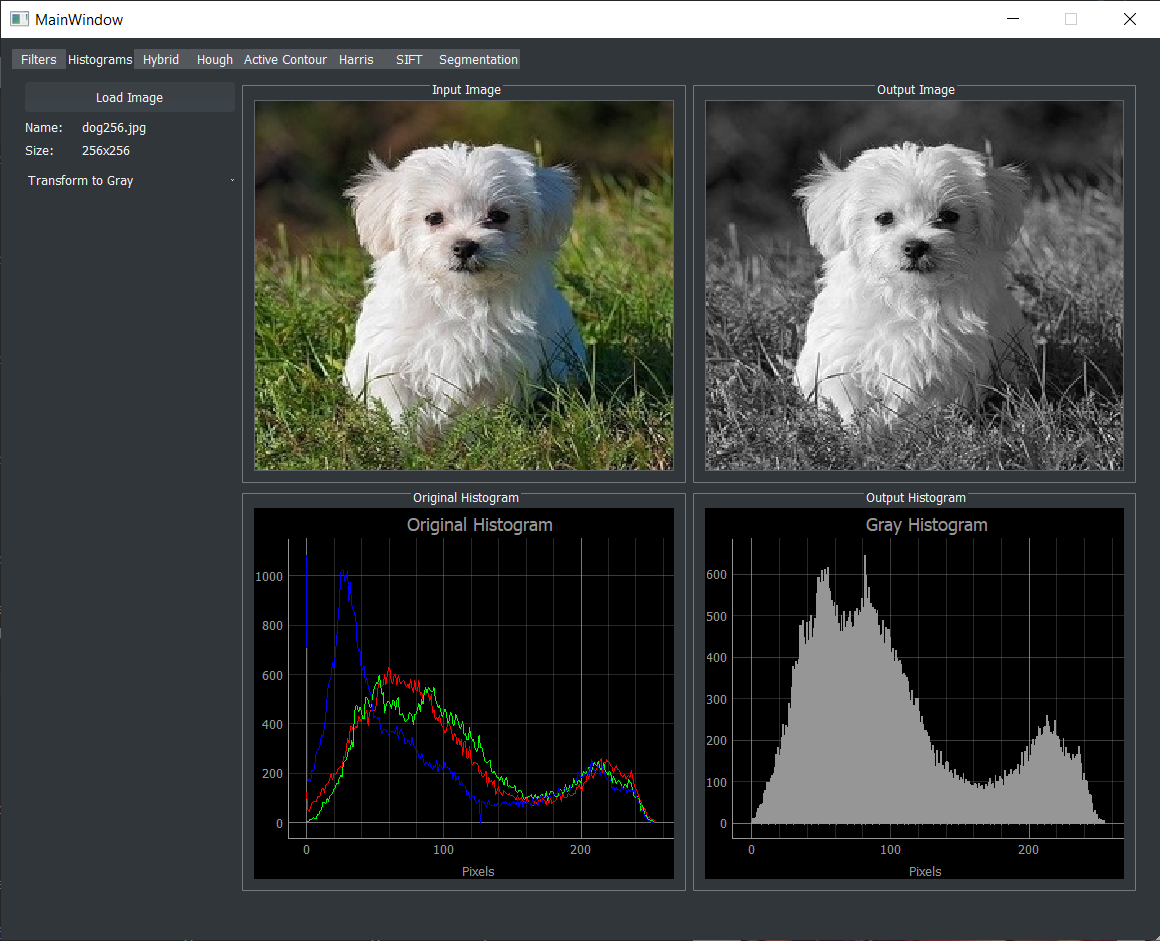 MainWindow
Filters Histograms Hybrid Hough Active Contour Harris SIFT Segmentation
Load Image
Name: dog256.jpg
Size: 256x256
Transform to Gray
Input Image
Output Image
Original Histogram
Original Histogram
1000
800
600
400
200
0
0 100 200
Pixels
Output Histogram
Gray Histogram
600
500
400
300
200
100
0
0 100 200
Pixels